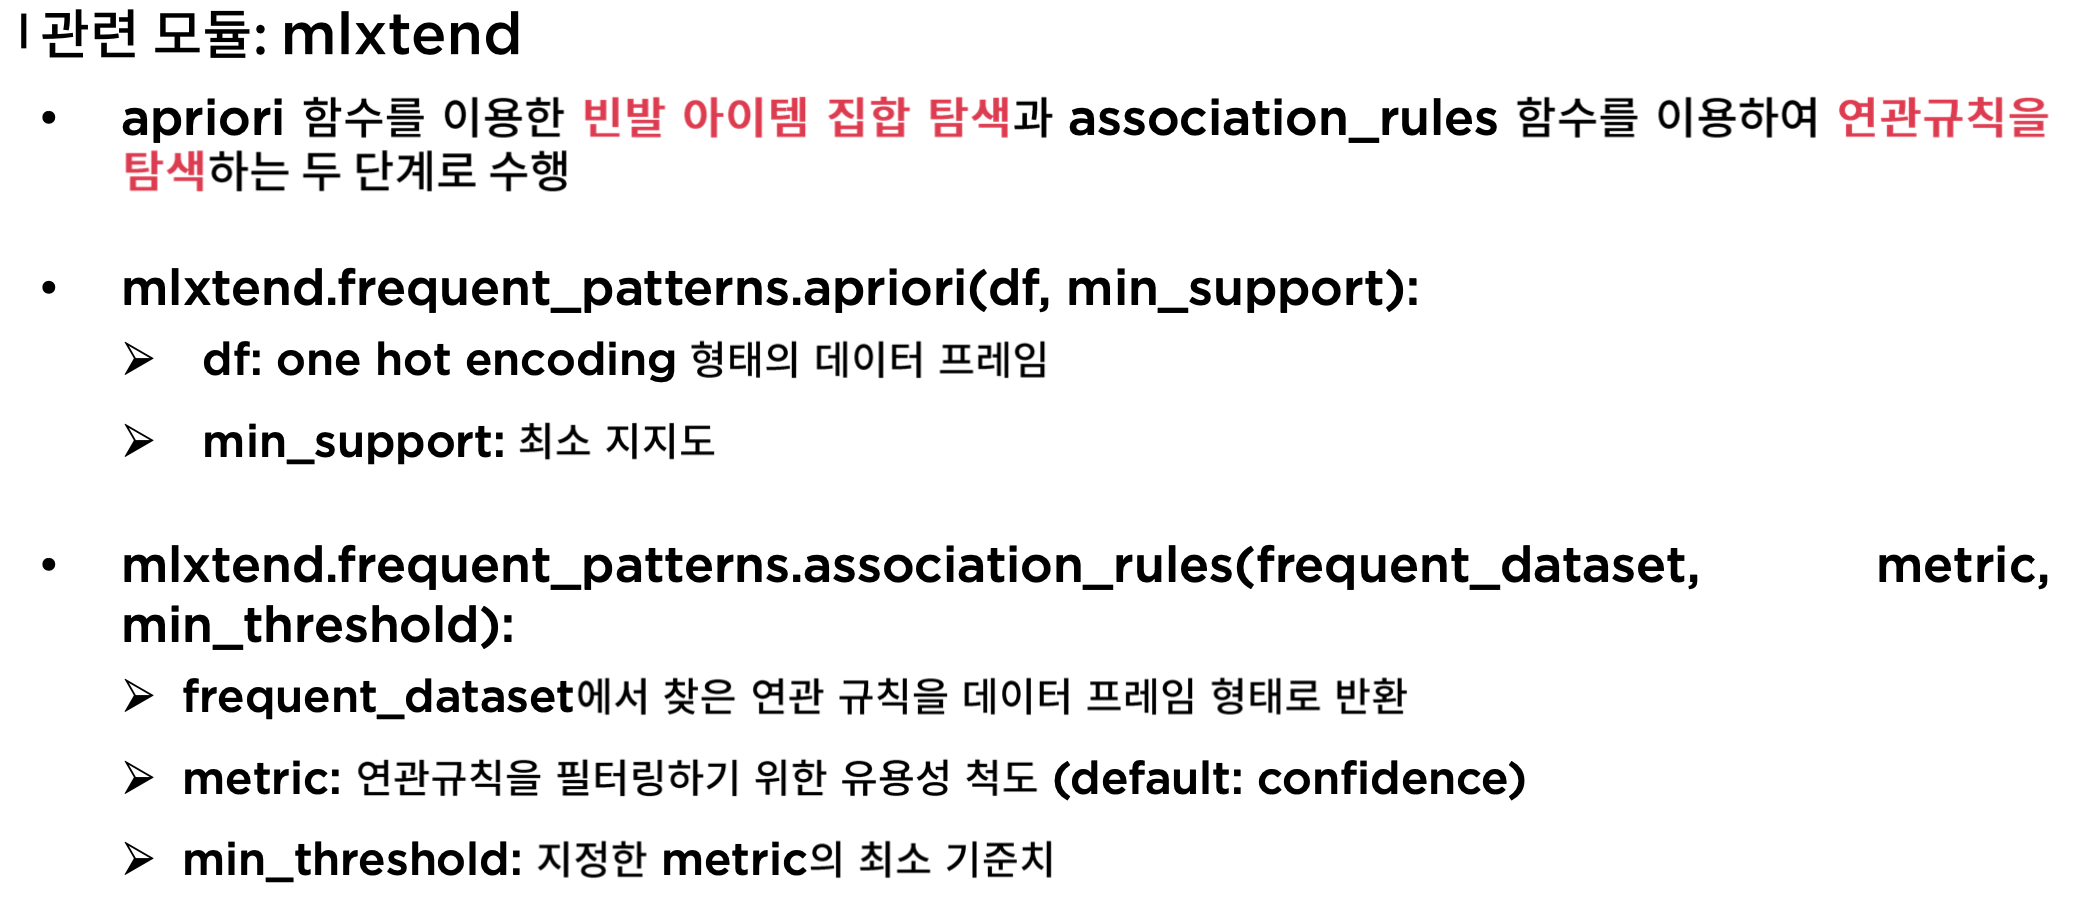 | 관련 모듈: mlxtend
• apriori 함수를 이용한 빈발 아이템 집합 탐색과 association_rules 함수를 이용하여 연관규칙을
탐색하는 두 단계로 수행
• mlxtend.frequent_patterns.apriori(df, min_support):
➢ df: one hot encoding 형태의 데이터 프레임
➢ min_support: 최소 지지도
• mlxtend.frequent_patterns.association_rules(frequent_dataset, metric,
min_threshold):
➢ frequent_dataset에서 찾은 연관 규칙을 데이터 프레임 형태로 반환
➢ metric: 연관규칙을 필터링하기 위한 유용성 척도 (default: confidence)
➢ min_threshold: 지정한 metric의 최소 기준치